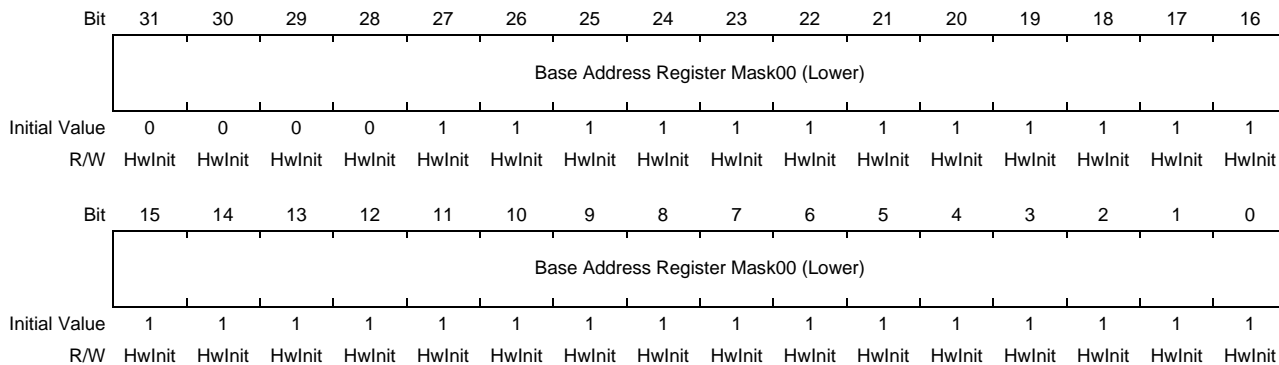 Bit 31 30 29 28 27 26 25 24 23 22 21 20 19 18 17 16
Base Address Register Mask00 (Lower)
Initial Value 0 0 0 0 1 1 1 1 1 1 1 1 1 1 1 1
R/W HwInit HwInit HwInit HwInit HwInit HwInit HwInit HwInit HwInit HwInit HwInit HwInit HwInit HwInit HwInit HwInit
Bit 15 14 13 12 11 10 9 8 7 6 5 4 3 2 1 0
Base Address Register Mask00 (Lower)
Initial Value 1 1 1 1 1 1 1 1 1 1 1 1 1 1 1 1
R/W HwInit HwInit HwInit HwInit HwInit HwInit HwInit HwInit HwInit HwInit HwInit HwInit HwInit HwInit HwInit HwInit